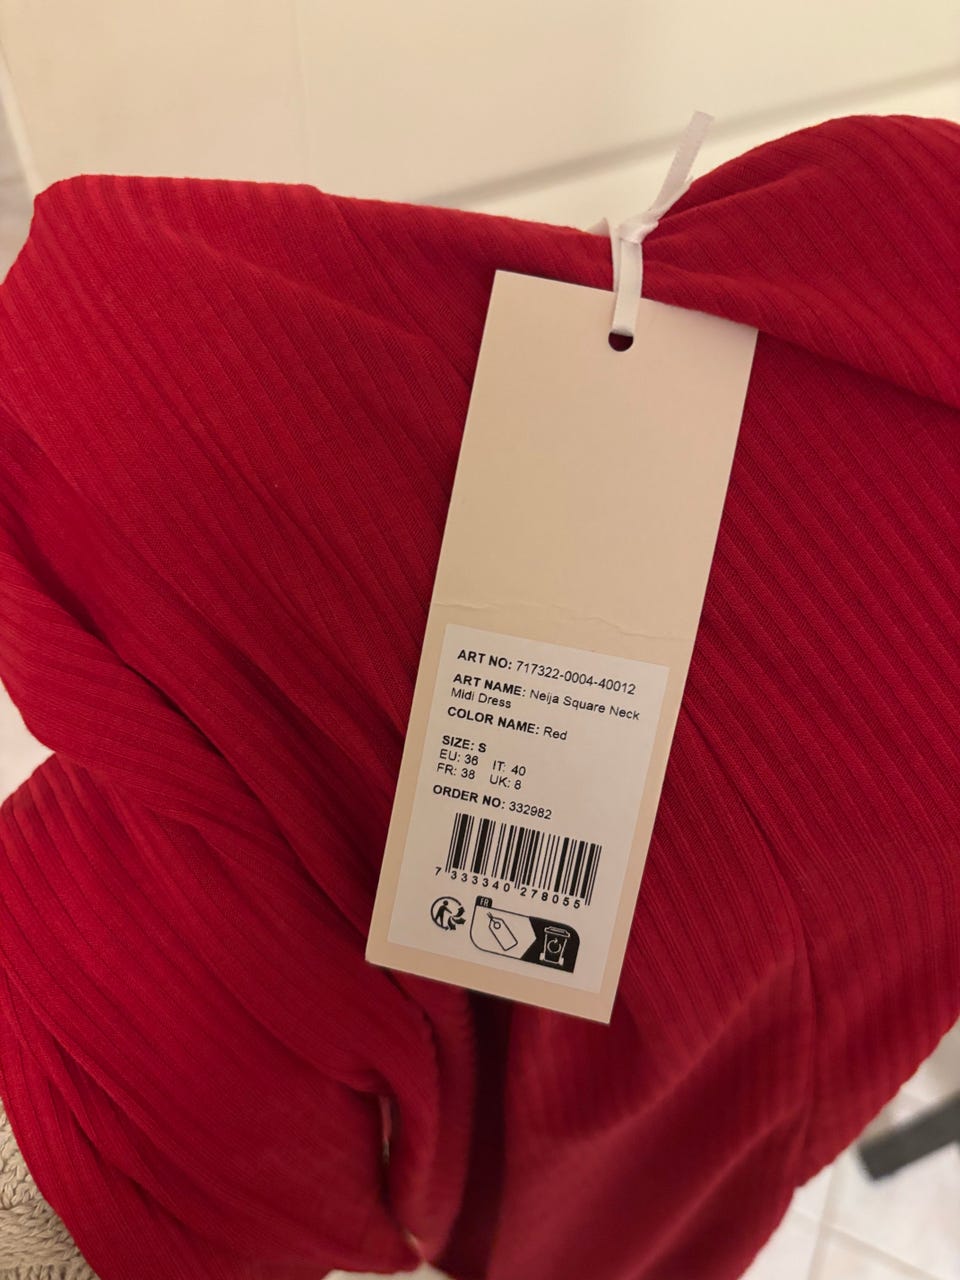 ART NO: 717322-0004-40012
ART NAME: Neija Square Neck
Midi Dress
COLOR NAME: Red
SIZE: S
EU: 36 IT: 40
FR: 38 UK: 8
ORDER NO: 332982
7 333340 278055
FR